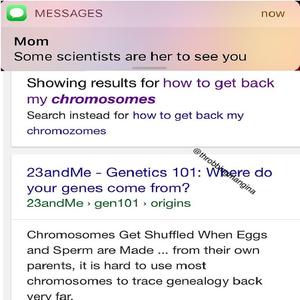 MESSAGES now
Mom
Some scientists are her to see you
Showing results for how to get back
my chromosomes
Search instead for how to get back my
chromozomes
23andMe - Genetics 101: Where do
your genes come from?
23andMe › gen101 › origins
Chromosomes Get Shuffled When Eggs
and Sperm are Made ... from their own
parents, it is hard to use most
chromosomes to trace genealogy back
very far.